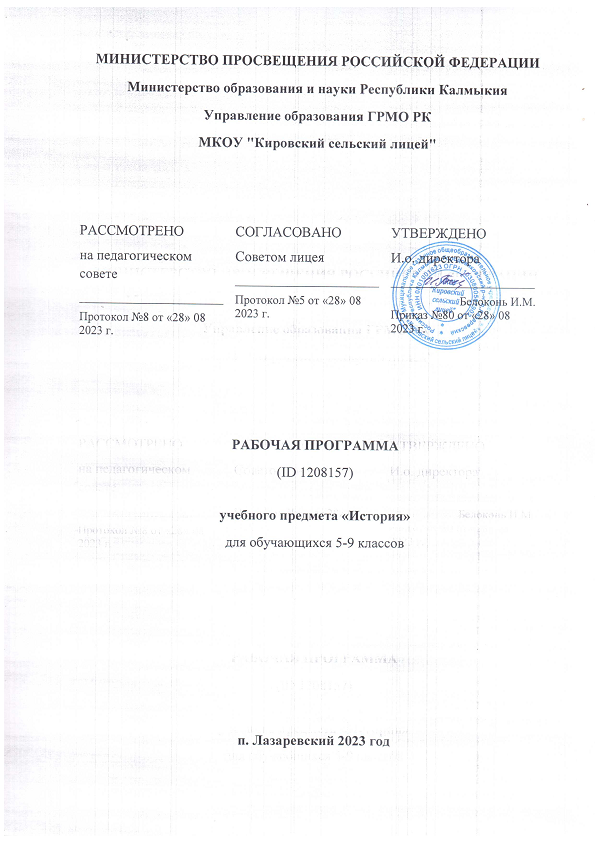 МИНИСТЕРСТВО ПРОСВЕЩЕНИЯ РОССИЙСКОЙ ФЕДЕРАЦИИ
Министерство образования и науки Республики Калмыкия
Управление образования ГРМО РК
МКОУ "Кировский сельский лицей"
РАССМОТРЕНО
на педагогическом
совете
Протокол №8 от «28» 08
2023 г.
СОГЛАСОВАНО
Советом лицея
Протокол №5 от «28» 08
2023 г.
УТВЕРЖДЕНО
И.о. директора
Белоконь И.М.
Приказ №80 от «28» 08
2023 г.
Кировский
сельский
лицей
РАБОЧАЯ ПРОГРАММА
(ID 1208157)
учебного предмета «История»
для обучающихся 5-9 классов
п. Лазаревский 2023 год